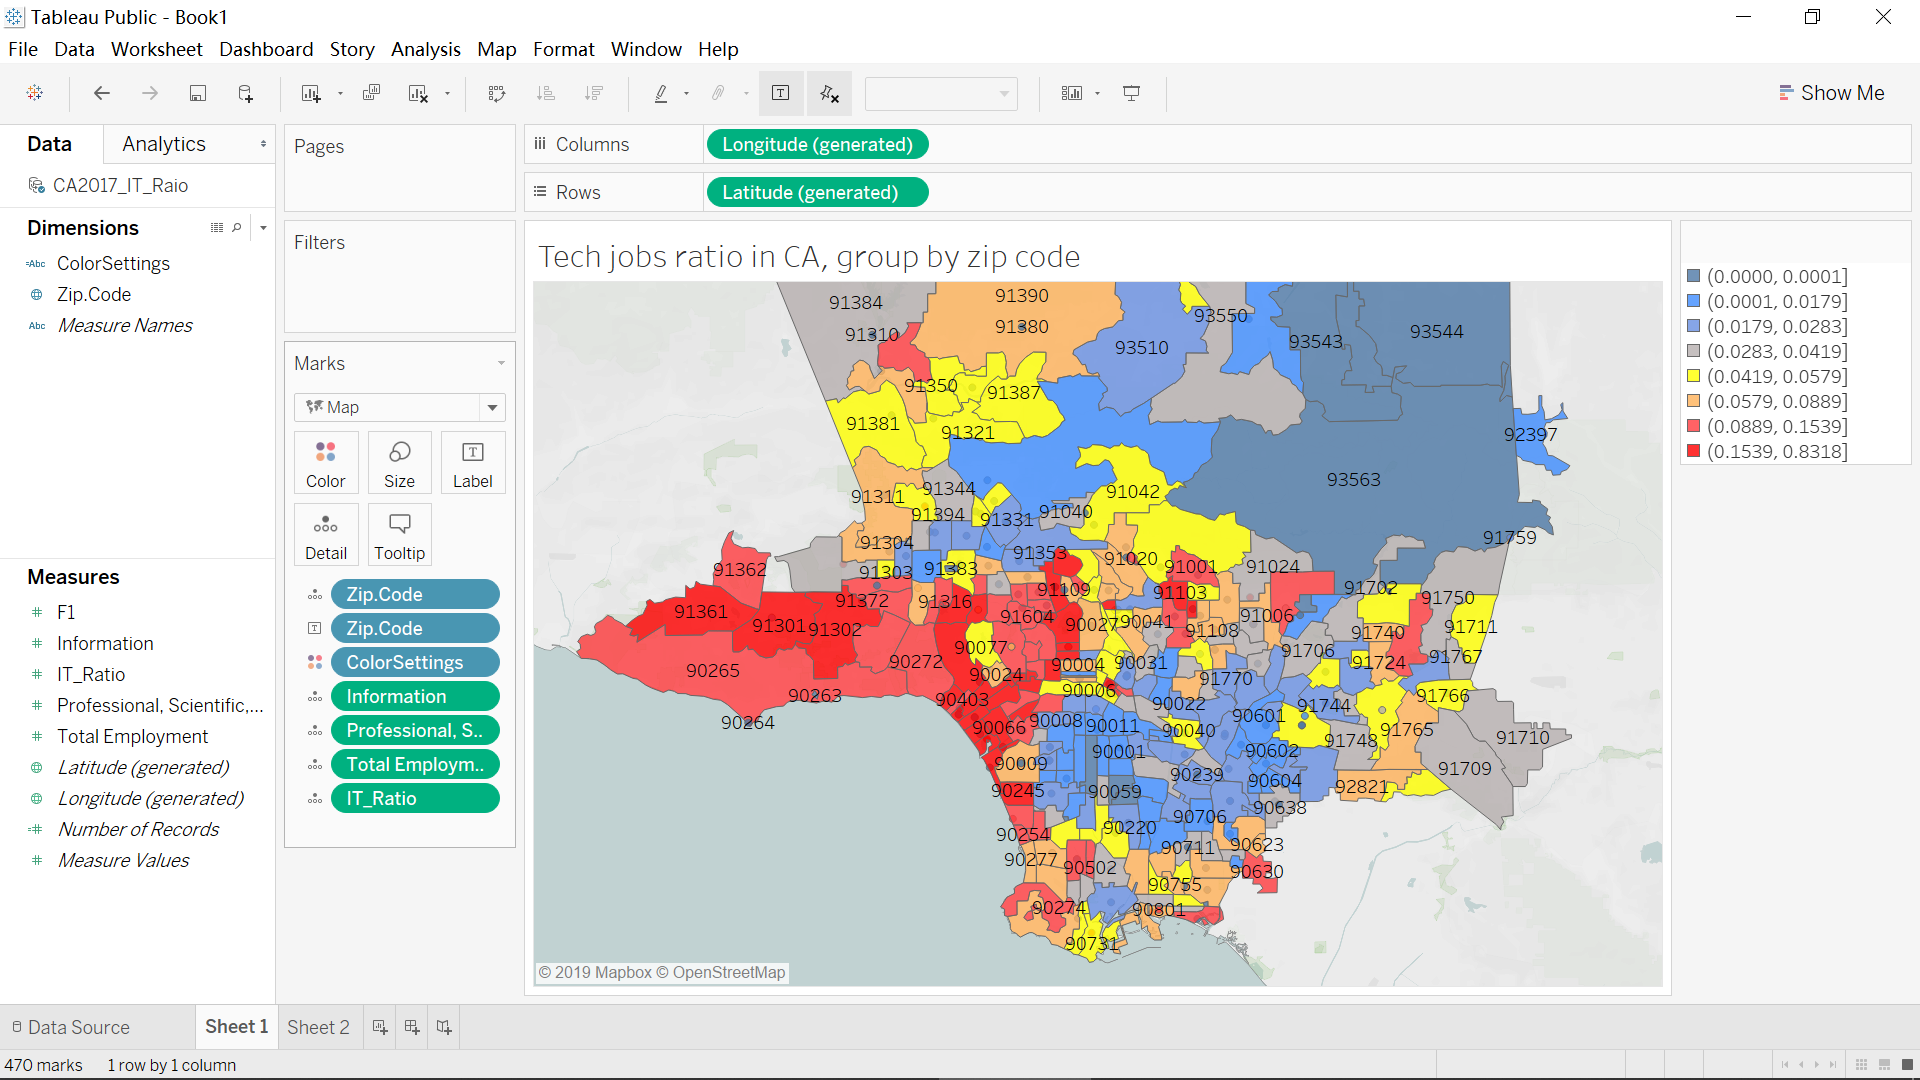 Tableau Public - Book1
File Data Worksheet Dashboard Story Analysis Map Format Window Help
Show Me
Data
Analytics
CA2017_IT_Raio
Dimensions
=Abc ColorSettings
Zip.Code
Abc Measure Names
Measures
# F1
# Information
# IT_Ratio
# Professional, Scientific,...
# Total Employment
Latitude (generated)
Longitude (generated)
=# Number of Records
# Measure Values
Pages
Filters
Marks
Map
Color
Size
Label
Detail
Tooltip
Zip.Code
Zip.Code
ColorSettings
Information
Professional, S..
Total Employm..
IT_Ratio
Columns
Longitude (generated)
Rows
Latitude (generated)
Tech jobs ratio in CA, group by zip code
91384
91390
91310
91380
93550
93510
93543
93544
91350
91387
91381
91321
92397
93563
91311
91344
91042
91394
91331
91040
91759
91304
91353
91020
91362
91303
91383
91001
91024
91702
91372
91316
91109
91103
91750
91361
91301
91302
91604
90027
90041
91108
91006
91740
91711
90077
90265
90272
90024
90004
90031
91706
91724
91767
90263
90403
90006
91770
91766
90264
90066
90008
90011
90022
90601
91744
91765
90040
91748
91710
90009
90001
90602
91709
90245
90059
90239
90604
92821
90254
90220
90706
90638
90277
90502
90711
90623
90755
90630
90274
90801
90731
© 2019 Mapbox © OpenStreetMap
(0.0000, 0.0001]
(0.0001, 0.0179]
(0.0179, 0.0283]
(0.0283, 0.0419]
(0.0419, 0.0579]
(0.0579, 0.0889]
(0.0889, 0.1539]
(0.1539, 0.8318]
Data Source
Sheet 1
Sheet 2
470 marks
1 row by 1 column